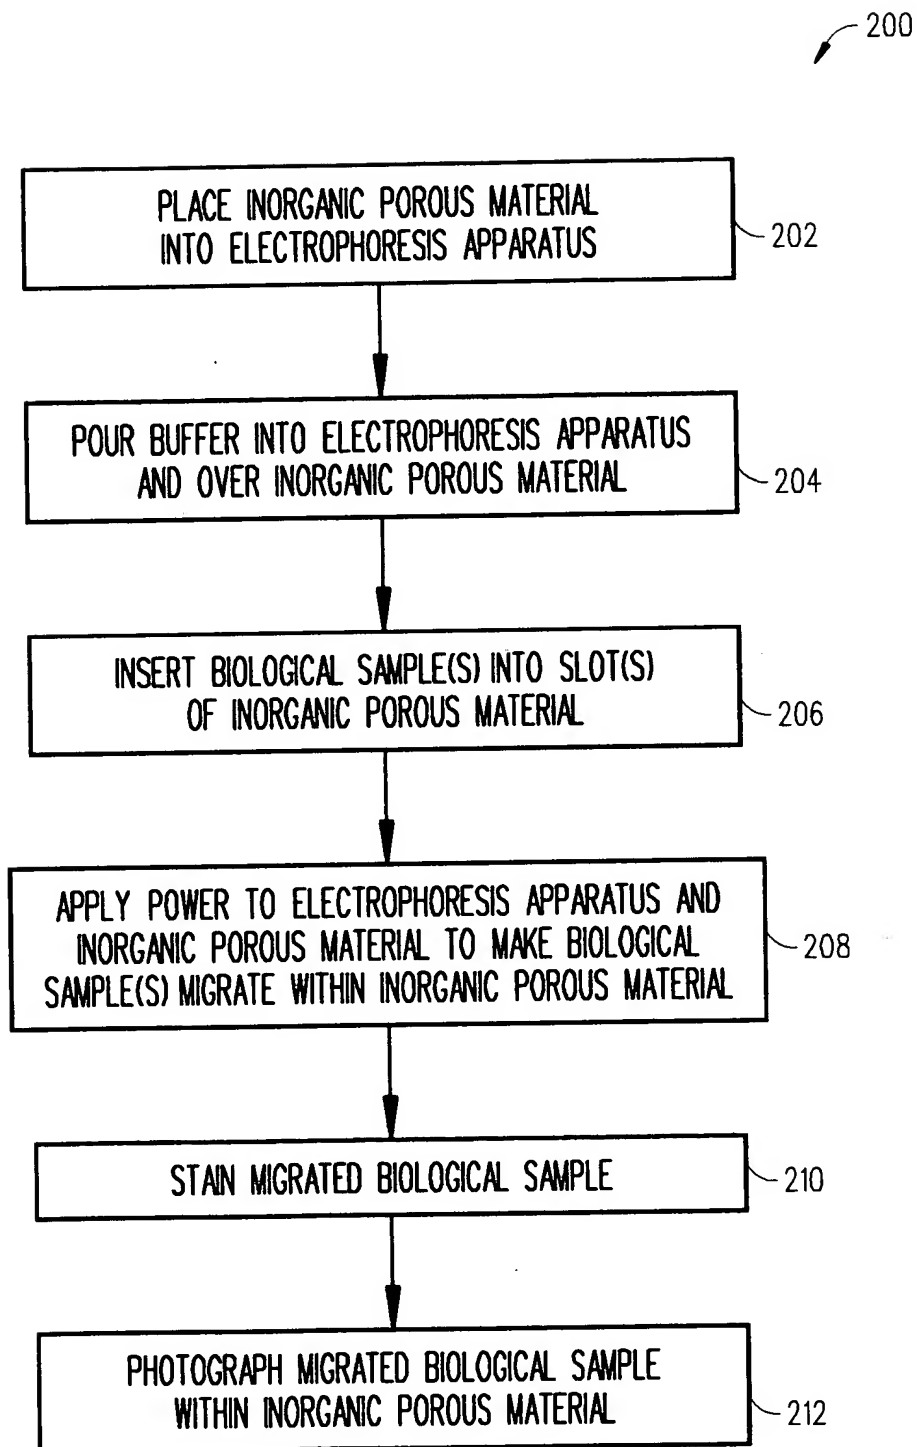 200
PLACE INORGANIC POROUS MATERIAL
INTO ELECTROPHORESIS APPARATUS
202
POUR BUFFER INTO ELECTROPHORESIS APPARATUS
AND OVER INORGANIC POROUS MATERIAL
204
INSERT BIOLOGICAL SAMPLE(S) INTO SLOT(S)
OF INORGANIC POROUS MATERIAL
206
APPLY POWER TO ELECTROPHORESIS APPARATUS AND
INORGANIC POROUS MATERIAL TO MAKE BIOLOGICAL
SAMPLE(S) MIGRATE WITHIN INORGANIC POROUS MATERIAL
208
STAIN MIGRATED BIOLOGICAL SAMPLE
210
PHOTOGRAPH MIGRATED BIOLOGICAL SAMPLE
WITHIN INORGANIC POROUS MATERIAL
212